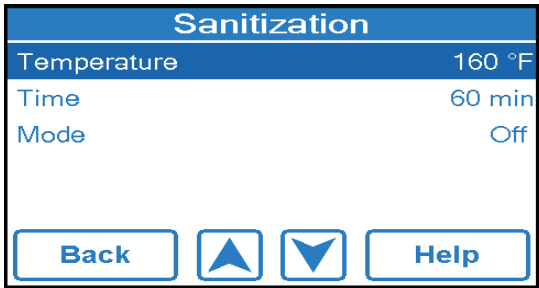 Sanitization
Temperature 160 °F
Time 60 min
Mode Off
Back Help